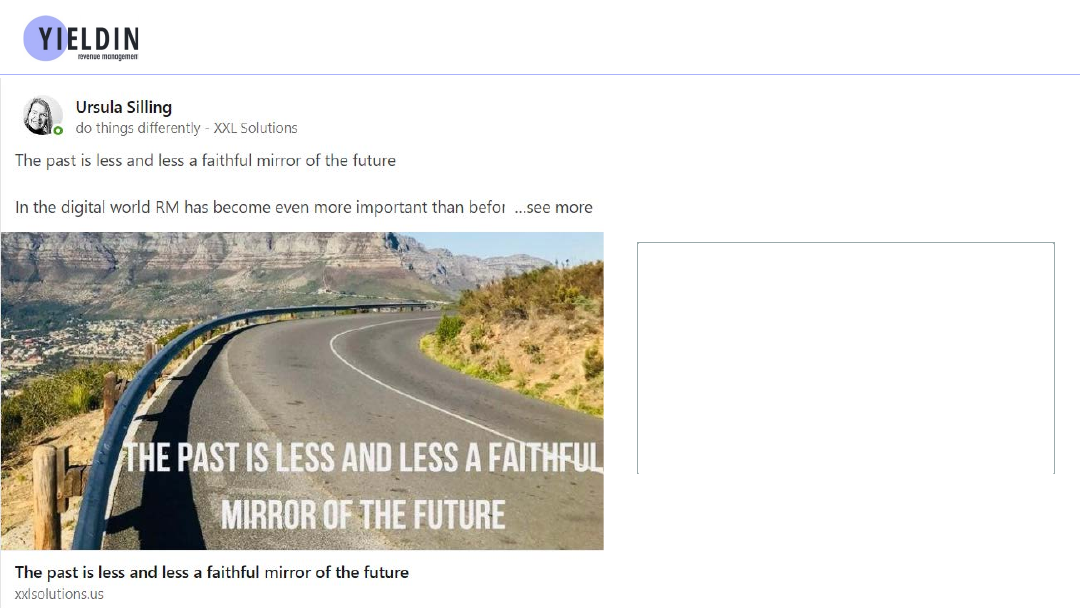 YIELDIN
revenue management
Ursula Silling
do things differently - XXL Solutions
The past is less and less a faithful mirror of the future
In the digital world RM has become even more important than befor ...see more
THE PAST IS LESS AND LESS A FAITHFUL
MIRROR OF THE FUTURE
The past is less and less a faithful mirror of the future
xxlsolutions.us